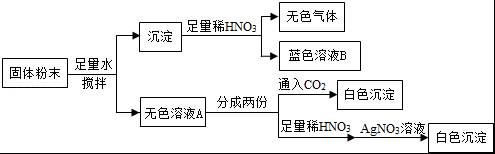 固体粉末
足量水
搅拌
沉淀
足量稀HNO3
无色气体
蓝色溶液B
无色溶液A
分成两份
通入CO2
白色沉淀
足量稀HNO3
AgNO3溶液
白色沉淀